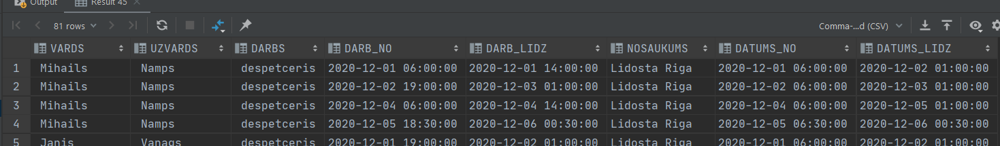 Output Result 45
81 rows Comma-...d (CSV)
VARDS UZVARDS DARBS DARB_NO DARB_LIDZ NOSAUKUMS DATUMS_NO DATUMS_LIDZ
1 Mihails Namps despetceris 2020-12-01 06:00:00 2020-12-01 14:00:00 Lidosta Riga 2020-12-01 06:00:00 2020-12-02 01:00:00
2 Mihails Namps despetceris 2020-12-02 19:00:00 2020-12-03 01:00:00 Lidosta Riga 2020-12-02 06:00:00 2020-12-03 01:00:00
3 Mihails Namps despetceris 2020-12-04 06:00:00 2020-12-04 14:00:00 Lidosta Riga 2020-12-04 06:00:00 2020-12-05 01:00:00
4 Mihails Namps despetceris 2020-12-05 18:30:00 2020-12-06 00:30:00 Lidosta Riga 2020-12-05 06:30:00 2020-12-06 00:30:00
5 Janis Vanags despetceris 2020-12-01 19:00:00 2020-12-02 01:00:00 Lidosta Riga 2020-12-01 06:00:00 2020-12-02 01:00:00